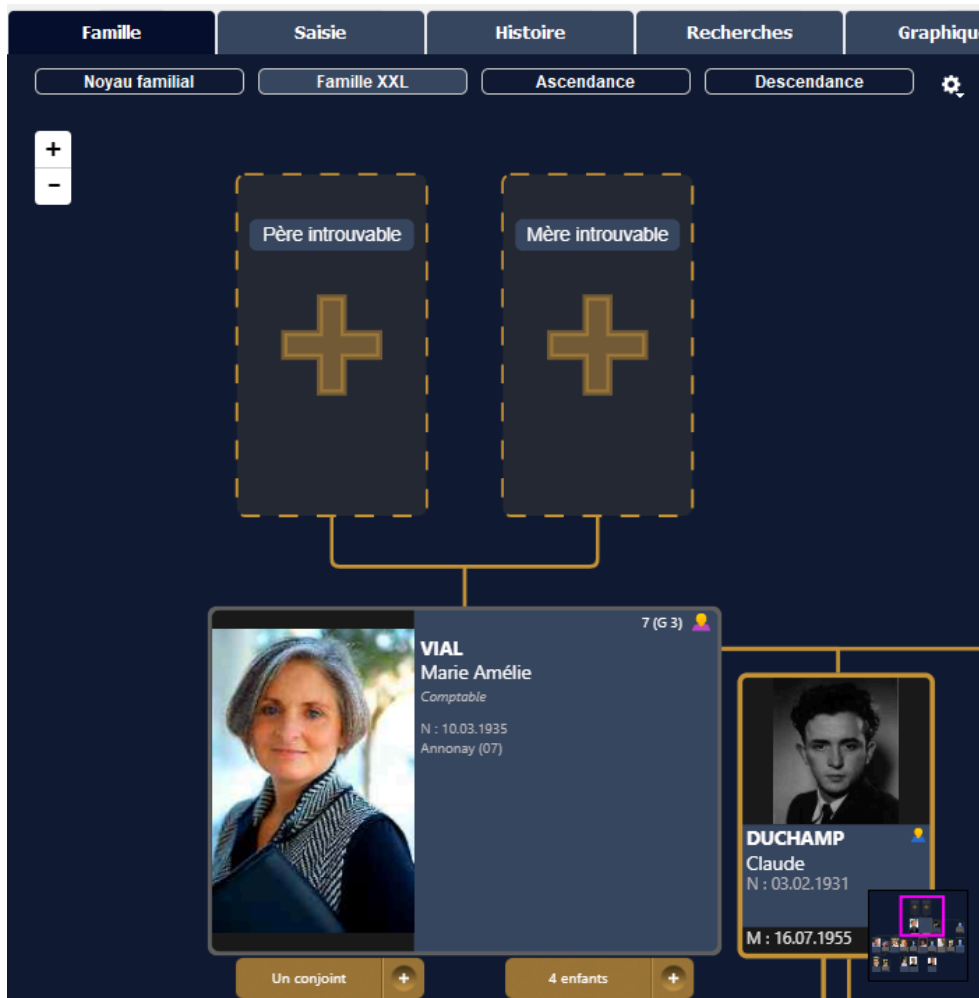 Famille
Saisie
Histoire
Recherches
Graphiqu
Noyau familial
Famille XXL
Ascendance
Descendance
+
−
Père introuvable
Mère introuvable
7 (G 3)
VIAL
Marie Amélie
Comptable
N : 10.03.1935
Annonay (07)
DUCHAMP
Claude
N : 03.02.1931
M : 16.07.1955
Un conjoint
+
4 enfants
+